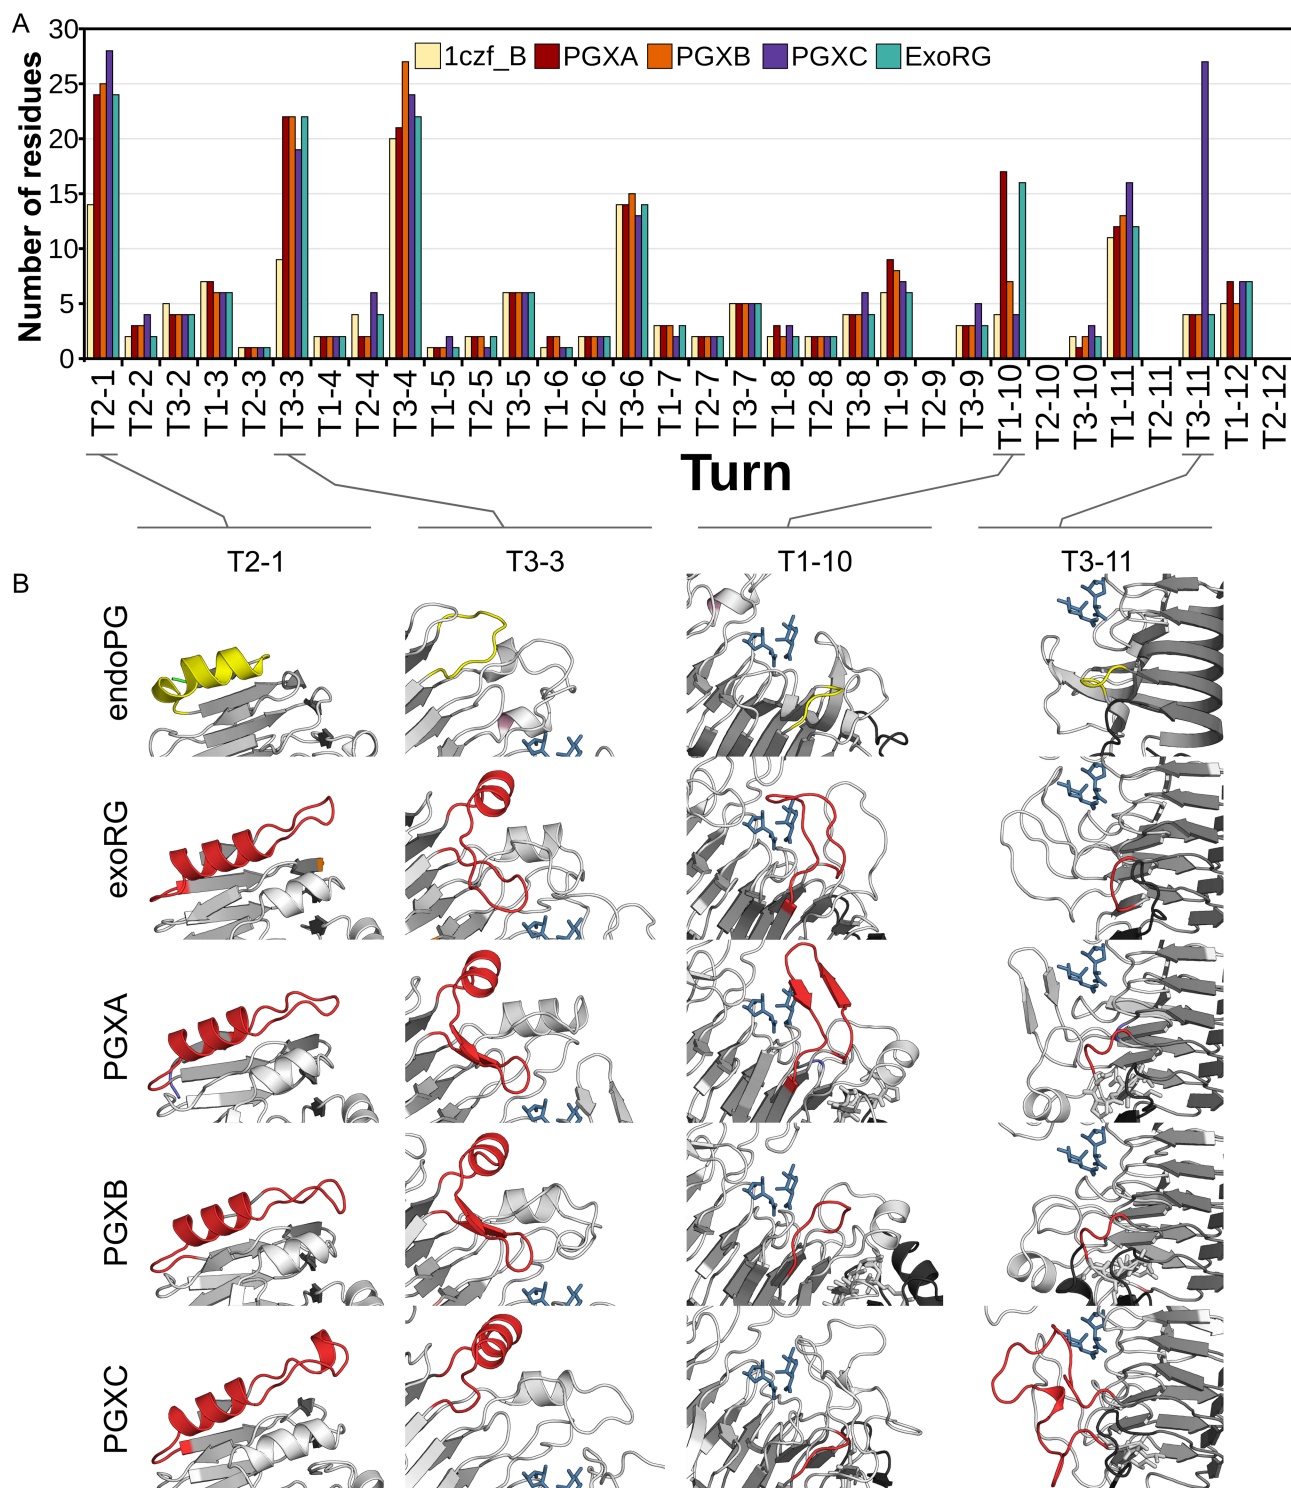 A
30
25
20
15
10
5
0
Number of residues
1czf_B PGXA PGXB PGXC ExoRG
T2-1 T2-2 T3-2 T1-3 T2-3 T3-3 T1-4 T2-4 T3-4 T1-5 T2-5 T3-5 T1-6 T2-6 T3-6 T1-7 T2-7 T3-7 T1-8 T2-8 T3-8 T1-9 T2-9 T3-9 T1-10 T2-10 T3-10 T1-11 T2-11 T3-11 T1-12 T2-12
Turn
T2-1 T3-3 T1-10 T3-11
B
endoPG
exoRG
PGXA
PGXB
PGXC